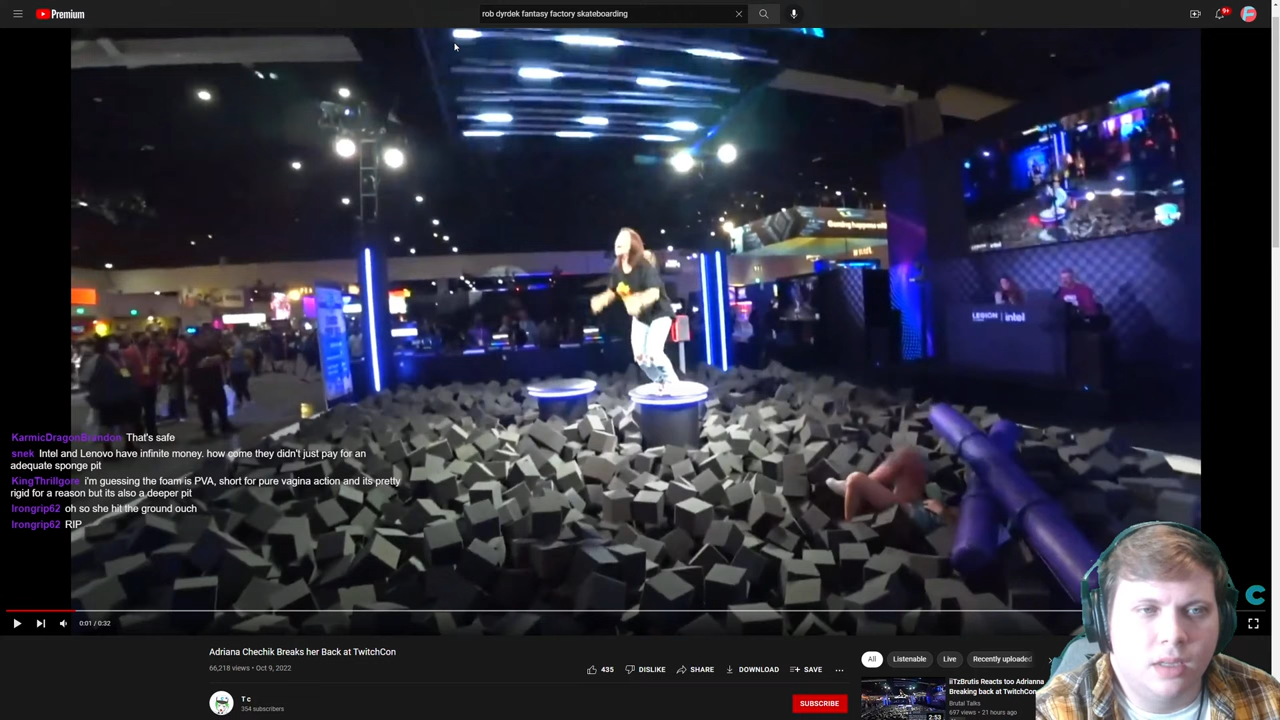 Premium
rob dyrdek fantasy factory skateboarding
9+
LEGION | intel
KarmicDragonBrandon That's safe
snek Intel and Lenovo have infinite money. how come they didn't just pay for an
adequate sponge pit
KingThrillgore i'm guessing the foam is PVA, short for pure vagina action and its pretty
rigid for a reason but its also a deeper pit
Irongrip62 oh so she hit the ground ouch
Irongrip62 RIP
0:01 / 0:32
Adriana Chechik Breaks her Back at TwitchCon
66,218 views • Oct 9, 2022
435
DISLIKE
SHARE
DOWNLOAD
SAVE
T c
354 subscribers
SUBSCRIBE
All
Listenable
Live
Recently uploaded
iiTzBrutis Reacts too Adrianna
Breaking back at TwitchCon
Brutal Talks
697 views • 21 hours ago
2:53